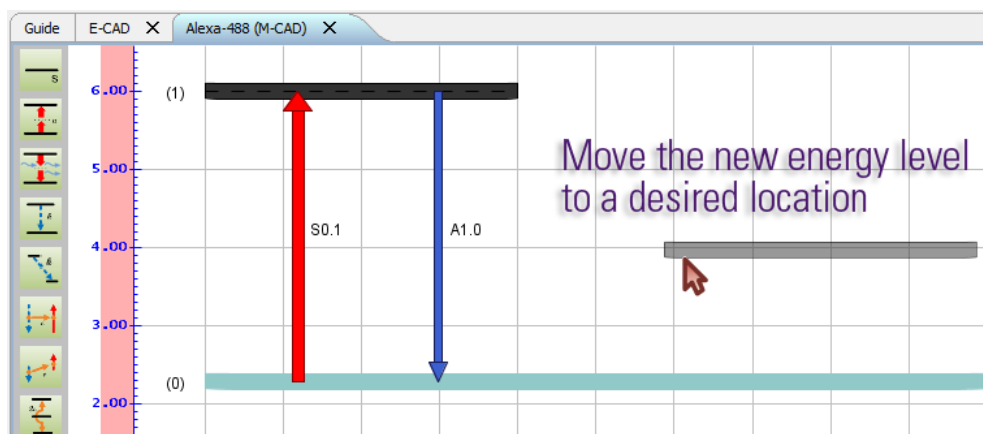 Guide E-CAD X Alexa-488 (M-CAD) X
S
6.00 (1)
5.00
Move the new energy level
to a desired location
S0.1 A1.0
4.00
3.00
(0)
2.00